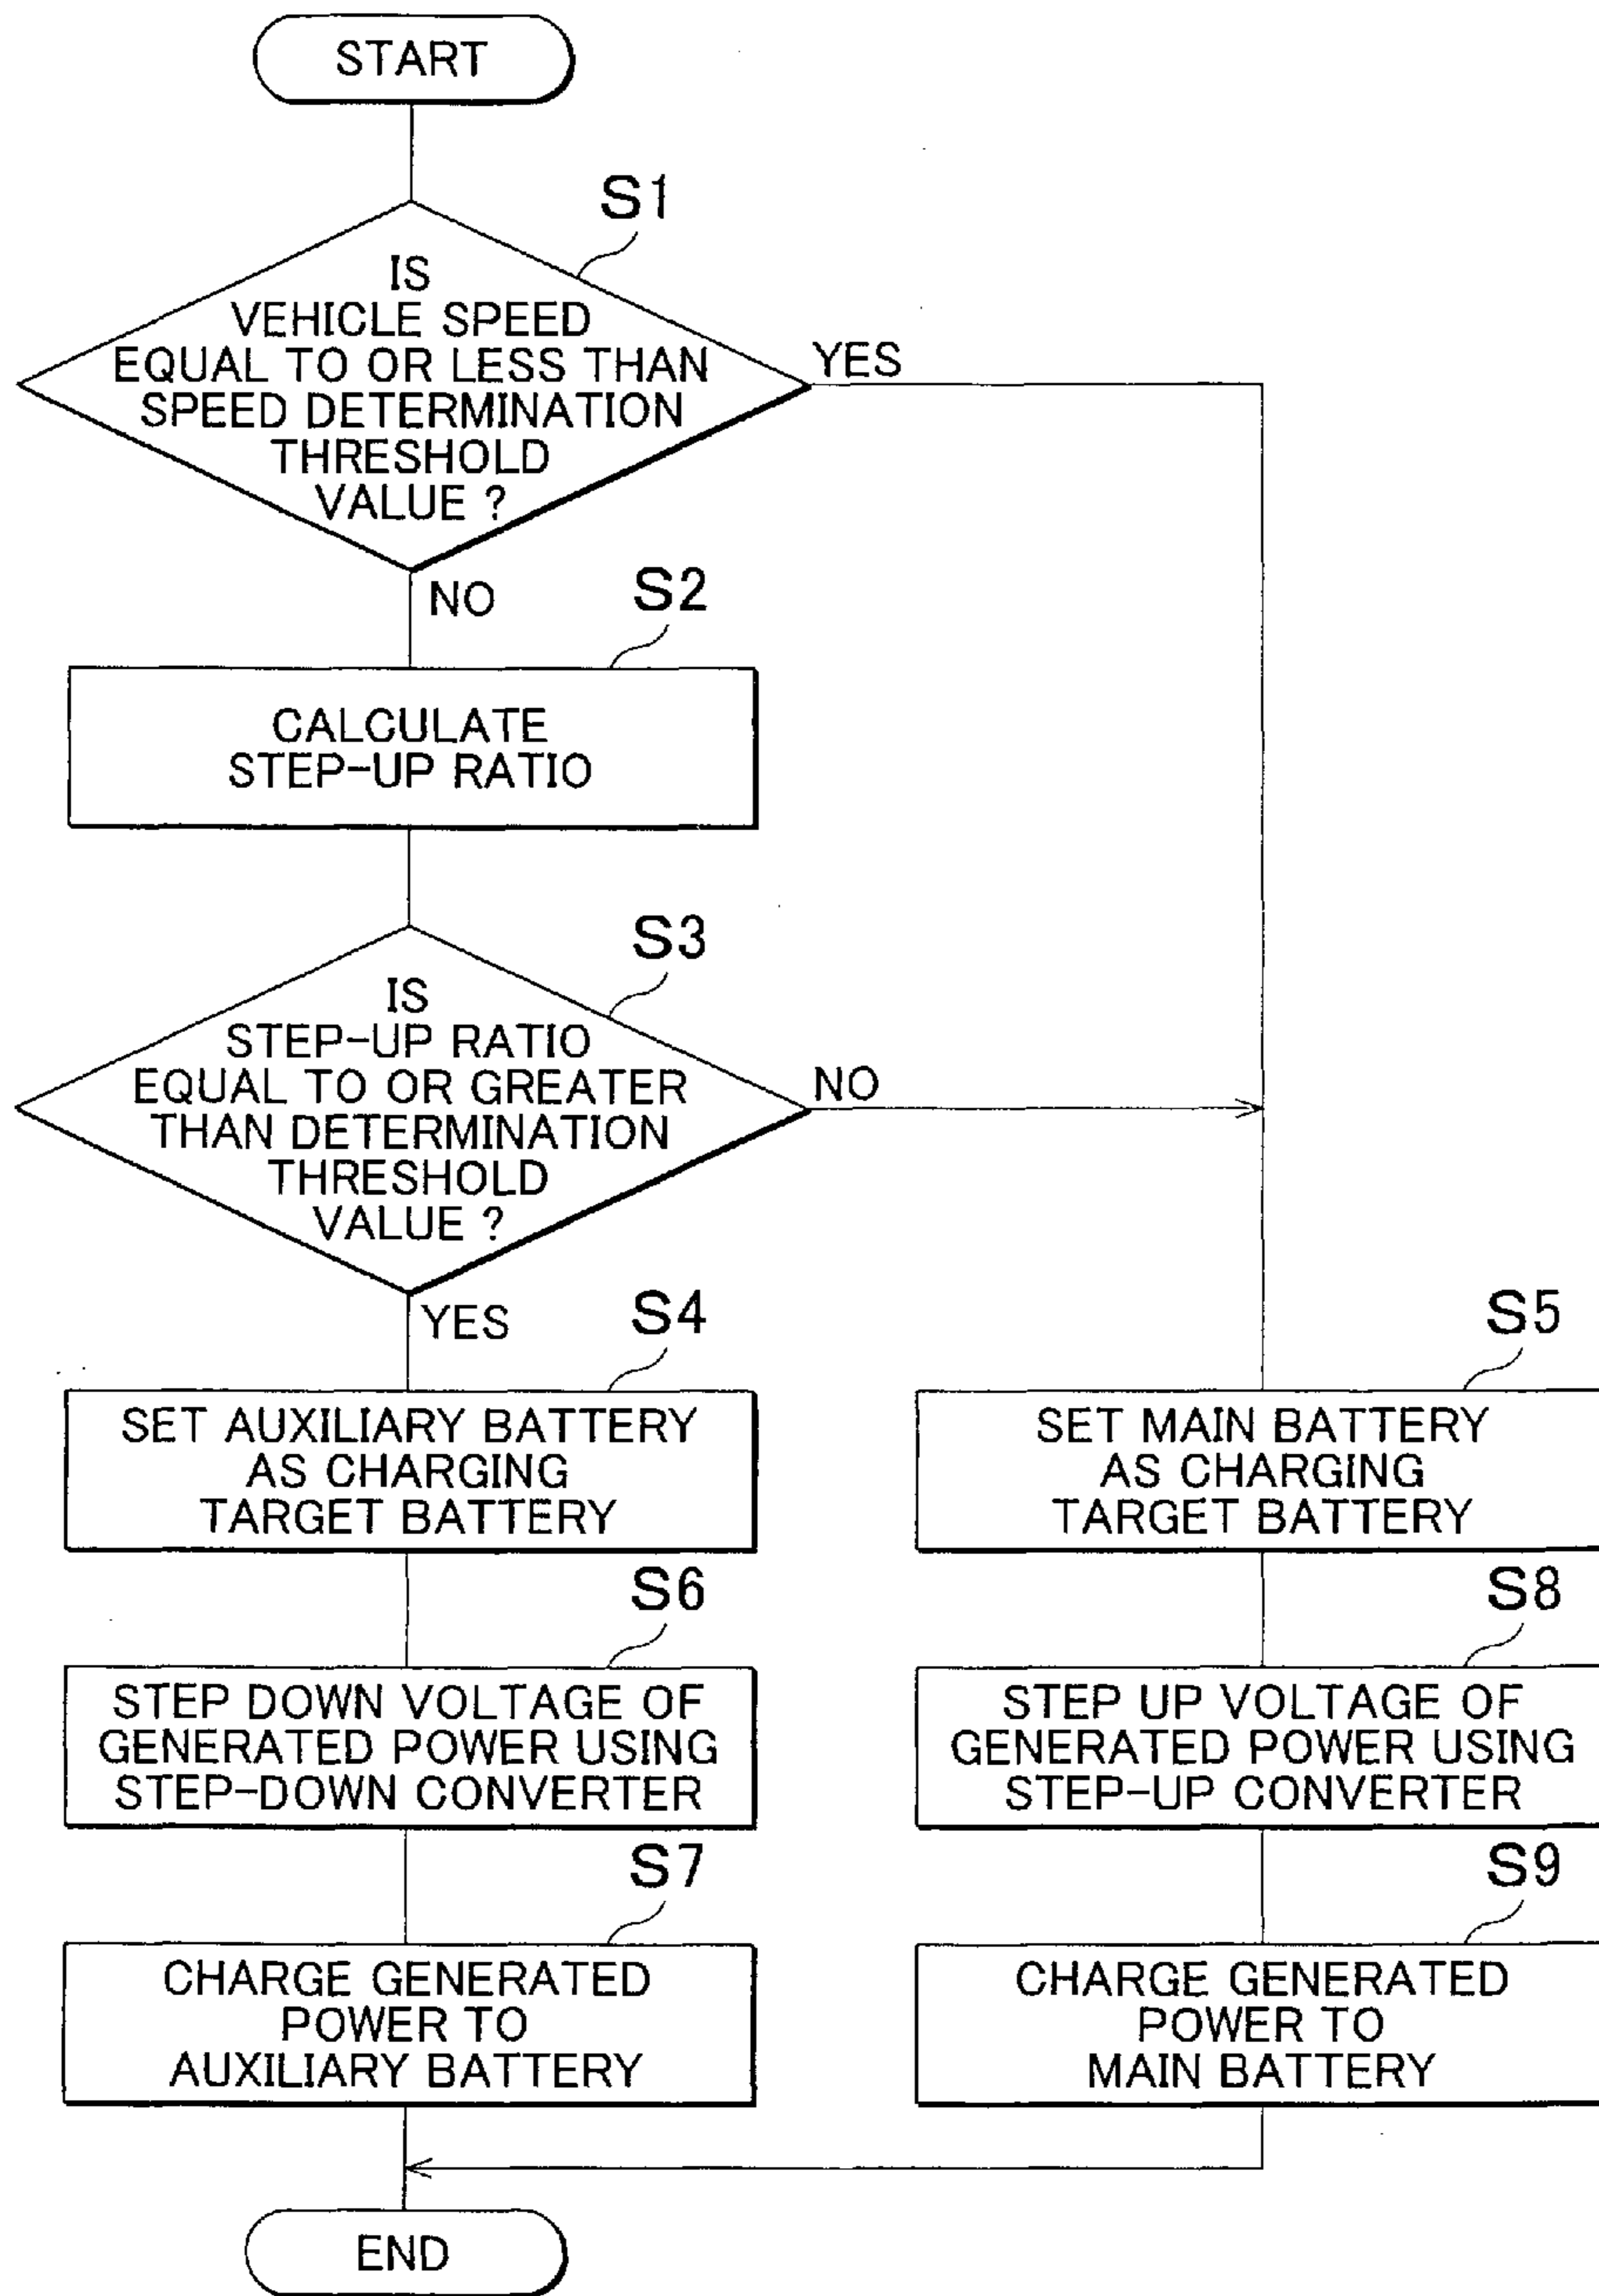 START
S1
IS
VEHICLE SPEED
EQUAL TO OR LESS THAN
SPEED DETERMINATION
THRESHOLD
VALUE ?
YES
NO
S2
CALCULATE
STEP-UP RATIO
S3
IS
STEP-UP RATIO
EQUAL TO OR GREATER
THAN DETERMINATION
THRESHOLD
VALUE ?
NO
YES
S4
SET AUXILIARY BATTERY
AS CHARGING
TARGET BATTERY
S5
SET MAIN BATTERY
AS CHARGING
TARGET BATTERY
S6
STEP DOWN VOLTAGE OF
GENERATED POWER USING
STEP-DOWN CONVERTER
S8
STEP UP VOLTAGE OF
GENERATED POWER USING
STEP-UP CONVERTER
S7
CHARGE GENERATED
POWER TO
AUXILIARY BATTERY
S9
CHARGE GENERATED
POWER TO
MAIN BATTERY
END